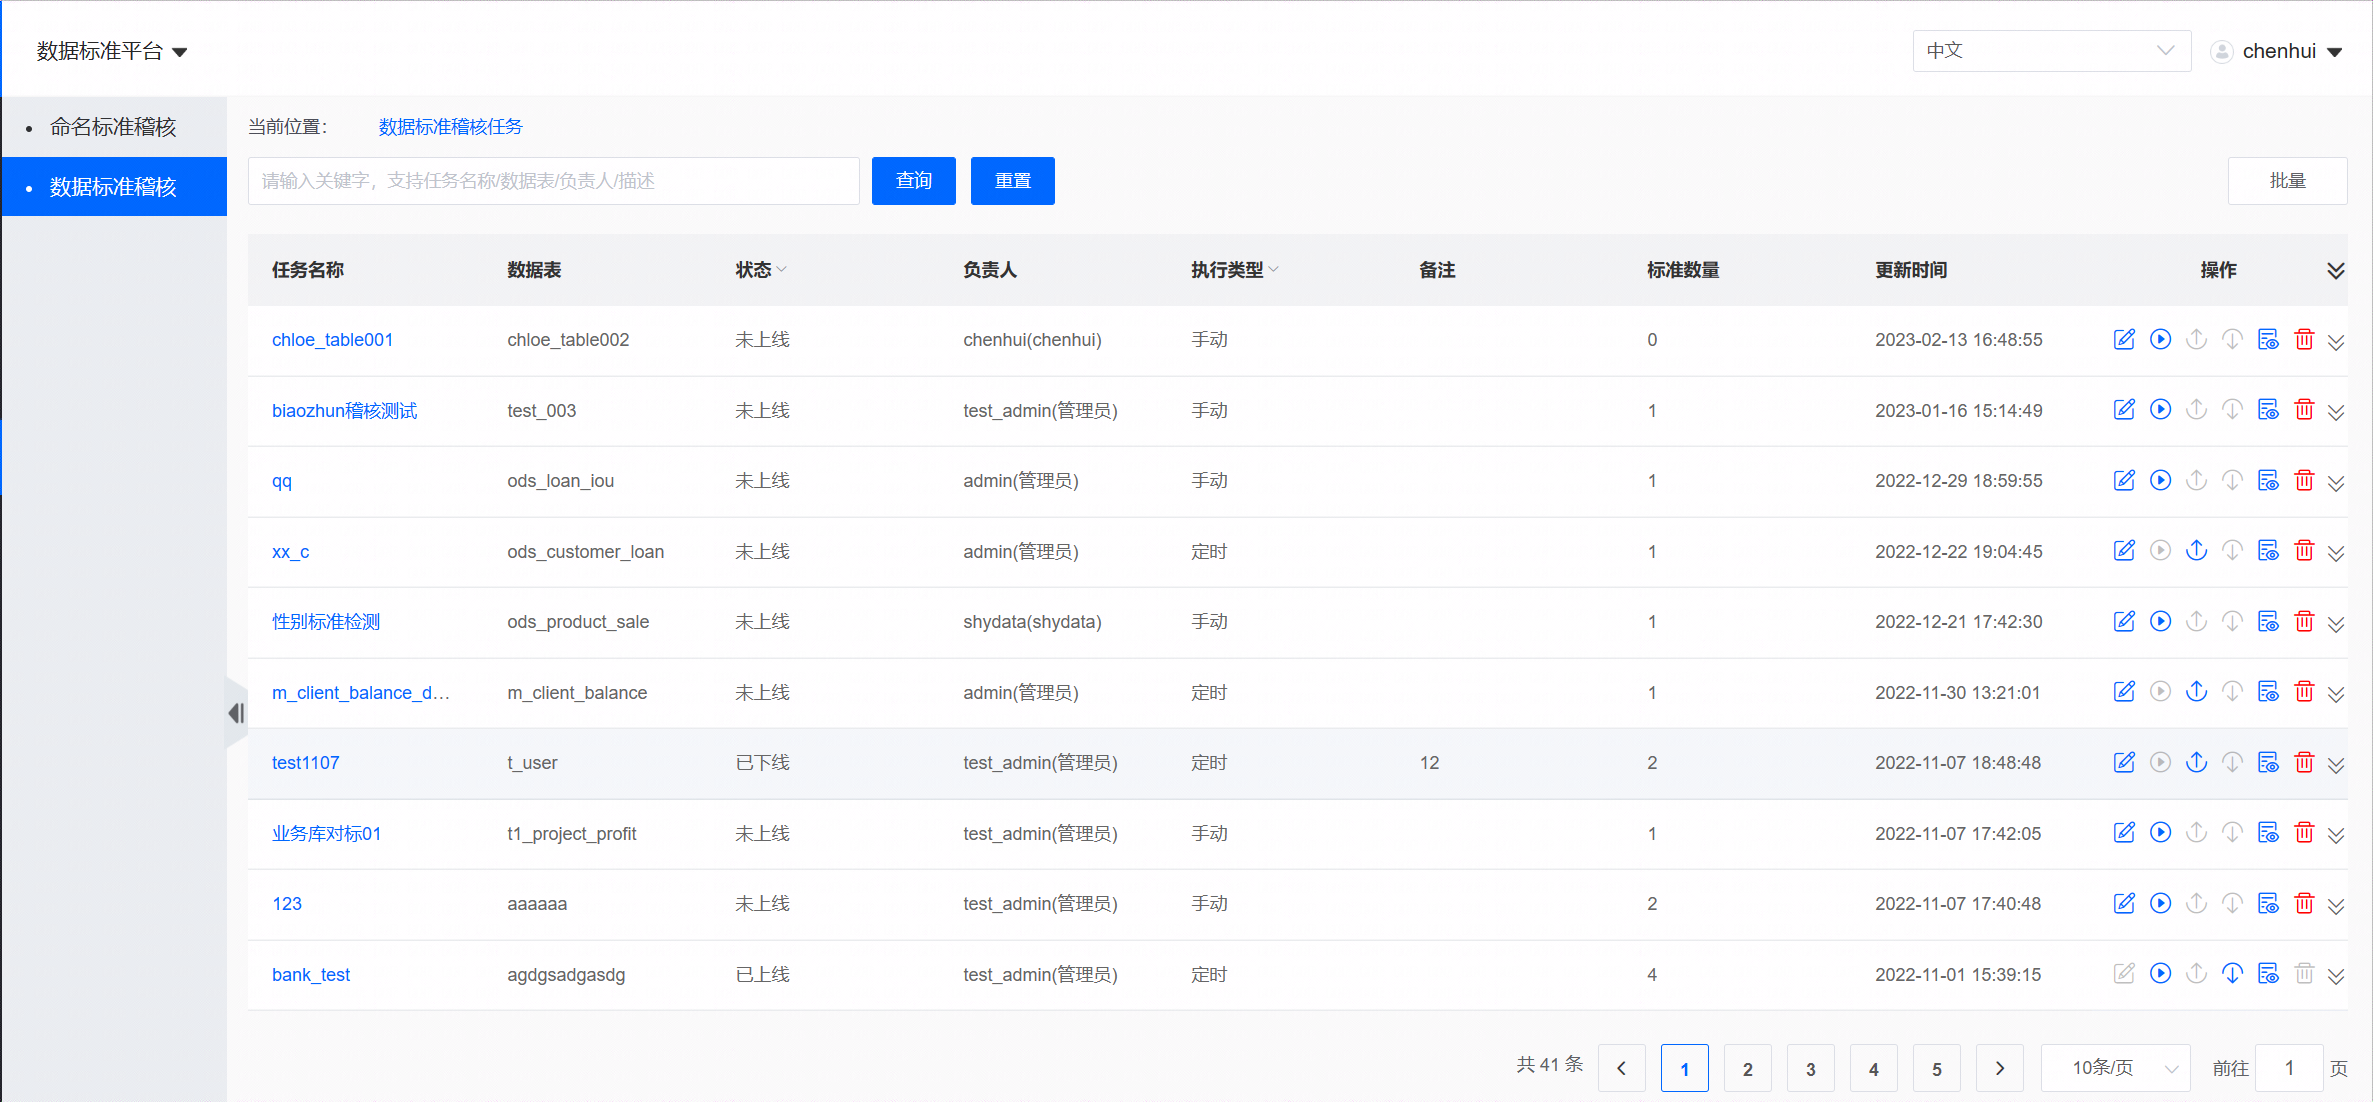 数据标准平台 中文 chenhui
命名标准稽核
数据标准稽核
当前位置： 数据标准稽核任务
请输入关键字，支持任务名称/数据表/负责人/描述 查询 重置 批量
任务名称 数据表 状态 负责人 执行类型 备注 标准数量 更新时间 操作
chloe_table001 chloe_table002 未上线 chenhui(chenhui) 手动 0 2023-02-13 16:48:55
biaozhun稽核测试 test_003 未上线 test_admin(管理员) 手动 1 2023-01-16 15:14:49
qq ods_loan_iou 未上线 admin(管理员) 手动 1 2022-12-29 18:59:55
xx_c ods_customer_loan 未上线 admin(管理员) 定时 1 2022-12-22 19:04:45
性别标准检测 ods_product_sale 未上线 shydata(shydata) 手动 1 2022-12-21 17:42:30
m_client_balance_d... m_client_balance 未上线 admin(管理员) 定时 1 2022-11-30 13:21:01
test1107 t_user 已下线 test_admin(管理员) 定时 12 2 2022-11-07 18:48:48
业务库对标01 t1_project_profit 未上线 test_admin(管理员) 手动 1 2022-11-07 17:42:05
123 aaaaaa 未上线 test_admin(管理员) 手动 2 2022-11-07 17:40:48
bank_test agdgsadgasdg 已上线 test_admin(管理员) 定时 4 2022-11-01 15:39:15
共 41 条 1 2 3 4 5 10条/页 前往 1 页